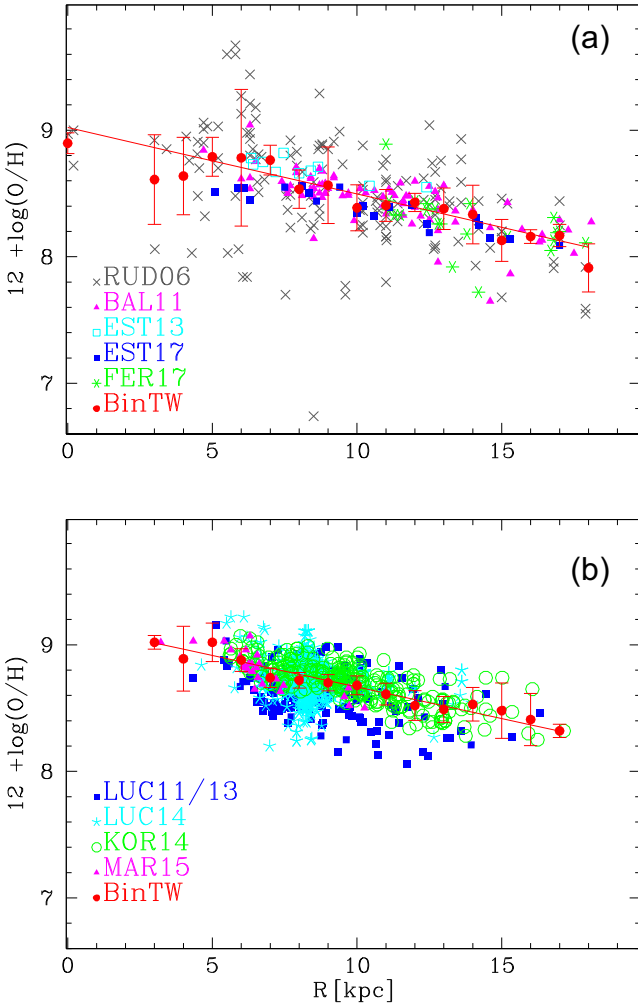 (a)
9
8
7
12 +log(O/H)
RUD06
BAL11
EST13
EST17
FER17
BinTW
0 5 10 15
(b)
9
8
7
12 +log(O/H)
LUC11/13
LUC14
KOR14
MAR15
BinTW
0 5 10 15
R[kpc]